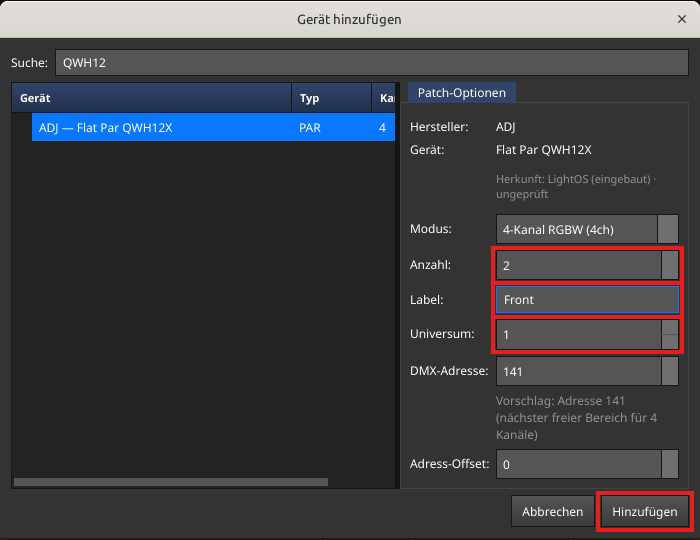 Gerät hinzufügen
Suche: QWH12
Gerät Typ
ADJ — Flat Par QWH12X PAR 4
Patch-Optionen
Hersteller: ADJ
Gerät: Flat Par QWH12X
Herkunft: LightOS (eingebaut) ·
ungeprüft
Modus: 4-Kanal RGBW (4ch)
Anzahl: 2
Label: Front
Universum: 1
DMX-Adresse: 141
Vorschlag: Adresse 141
(nächster freier Bereich für 4
Kanäle)
Adress-Offset: 0
Abbrechen Hinzufügen